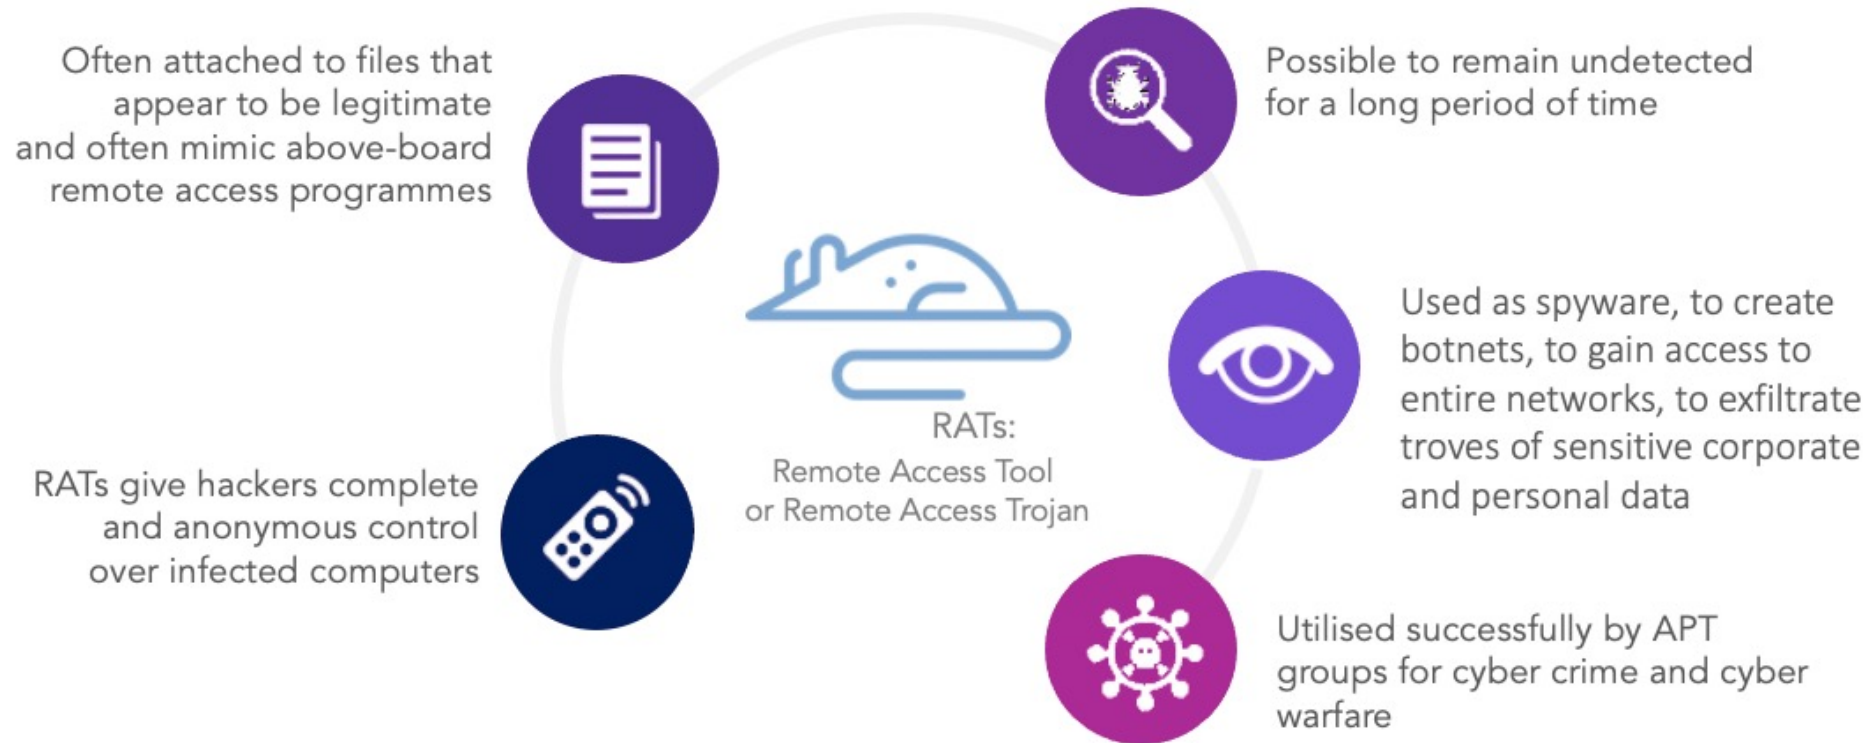 Often attached to files that
appear to be legitimate
and often mimic above-board
remote access programmes
Possible to remain undetected
for a long period of time
Used as spyware, to create
botnets, to gain access to
entire networks, to exfiltrate
troves of sensitive corporate
and personal data
RATs:
Remote Access Tool
or Remote Access Trojan
RATs give hackers complete
and anonymous control
over infected computers
Utilised successfully by APT
groups for cyber crime and cyber
warfare